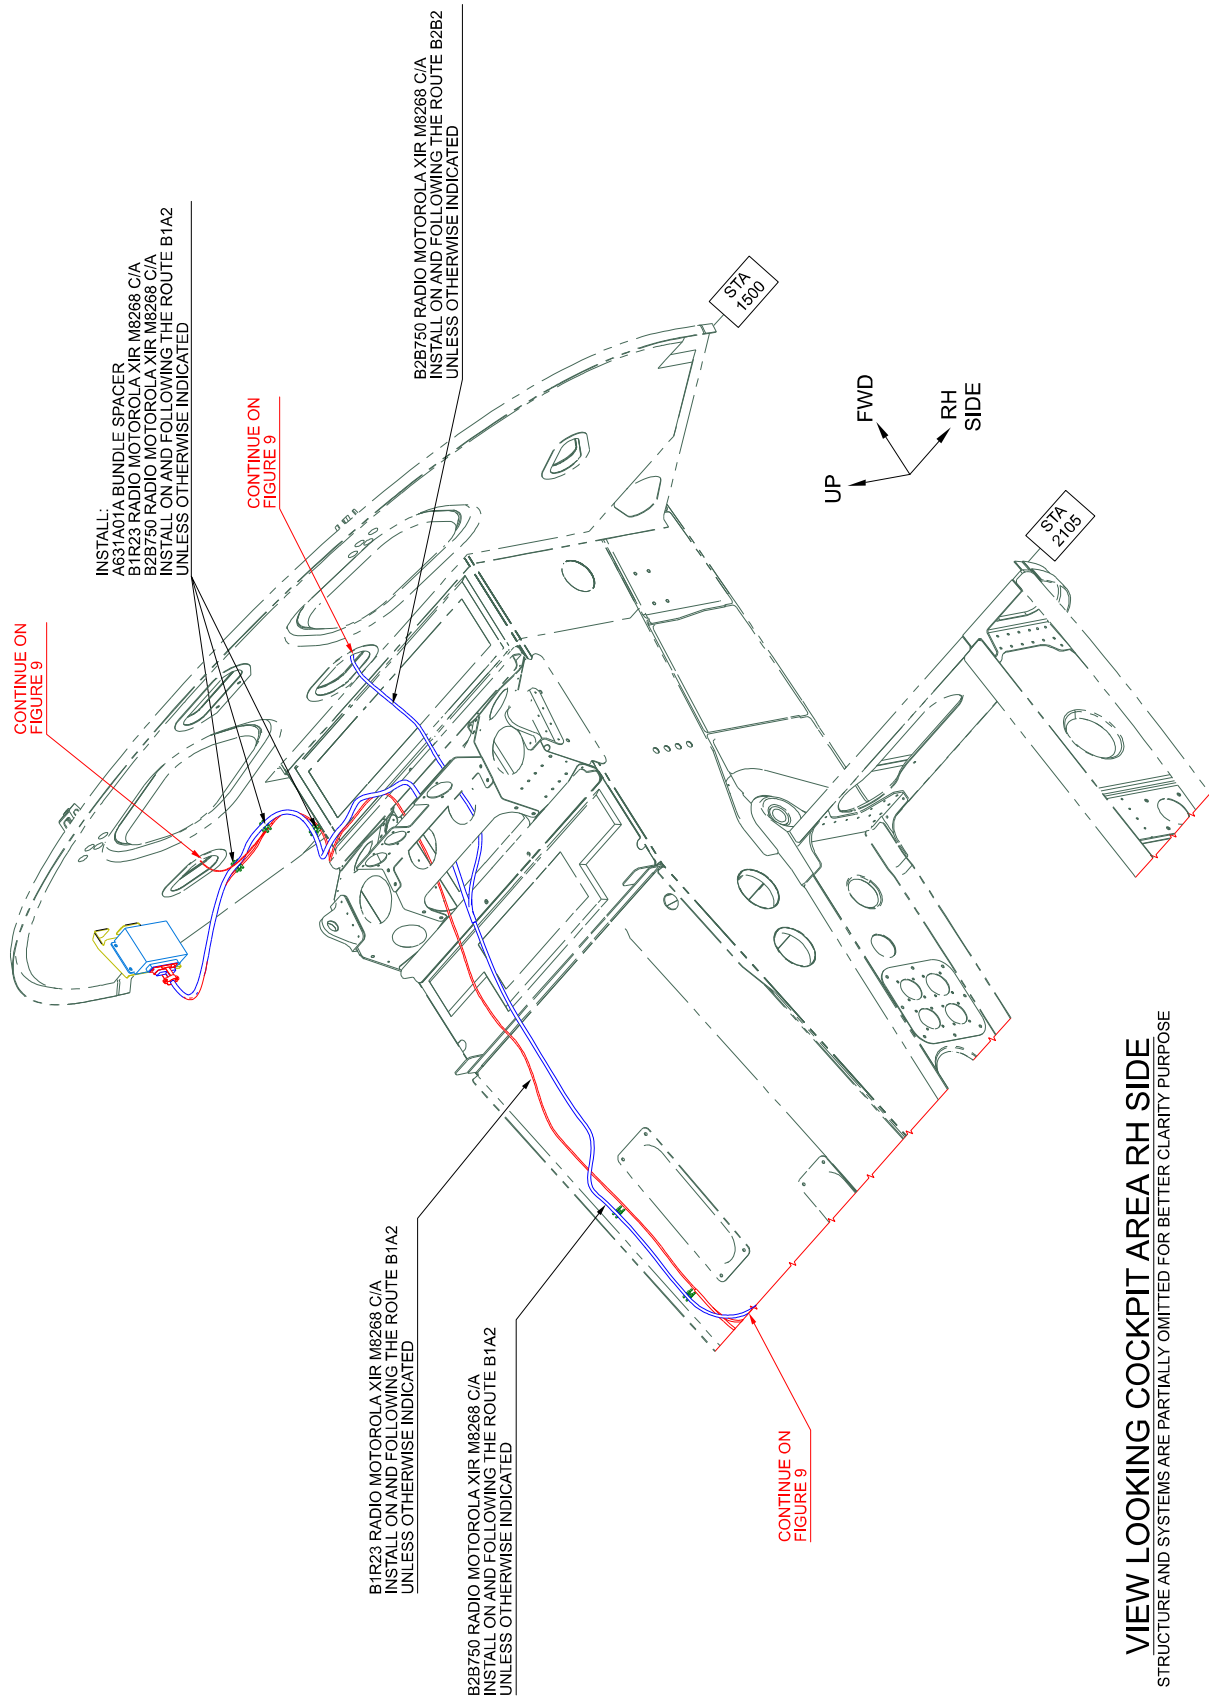 INSTALL:
A631A01A BUNDLE SPACER
B1R23 RADIO MOTOROLA XIR M8268 C/A
B2B750 RADIO MOTOROLA XIR M8268 C/A
INSTALL ON AND FOLLOWING THE ROUTE B1A2
UNLESS OTHERWISE INDICATED
CONTINUE ON
FIGURE 9
CONTINUE ON
FIGURE 9
B2B750 RADIO MOTOROLA XIR M8268 C/A
INSTALL ON AND FOLLOWING THE ROUTE B2B2
UNLESS OTHERWISE INDICATED
STA
1500
UP
FWD
RH
SIDE
STA
2105
B1R23 RADIO MOTOROLA XIR M8268 C/A
INSTALL ON AND FOLLOWING THE ROUTE B1A2
UNLESS OTHERWISE INDICATED
B2B750 RADIO MOTOROLA XIR M8268 C/A
INSTALL ON AND FOLLOWING THE ROUTE B1A2
UNLESS OTHERWISE INDICATED
CONTINUE ON
FIGURE 9
VIEW LOOKING COCKPIT AREA RH SIDE
STRUCTURE AND SYSTEMS ARE PARTIALLY OMITTED FOR BETTER CLARITY PURPOSE